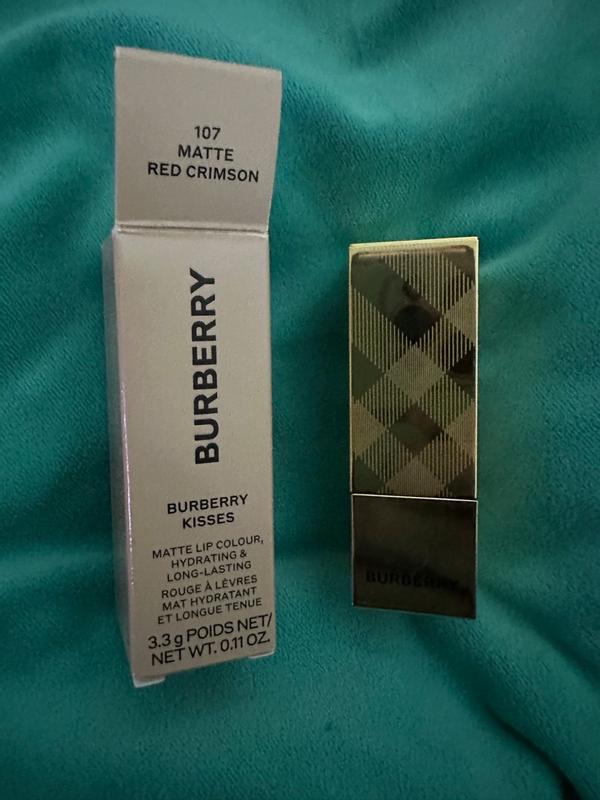 107
MATTE
RED CRIMSON
BURBERRY
BURBERRY
KISSES
MATTE LIP COLOUR,
HYDRATING &
LONG-LASTING
ROUGE À LÈVRES
MAT HYDRATANT
ET LONGUE TENUE
3.3 g POIDS NET/
NET WT. 0.11 OZ.
BURBERRY